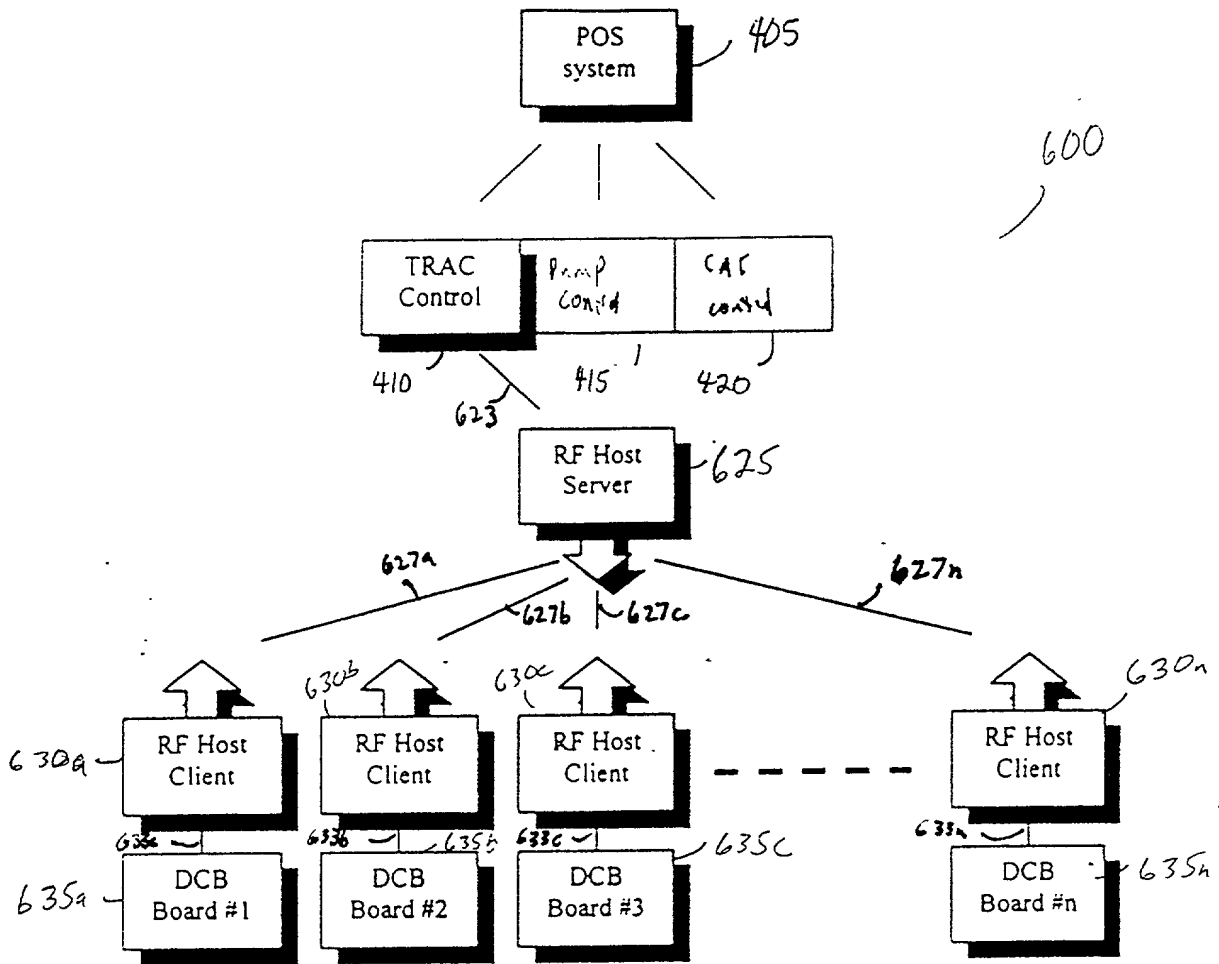 POS
system
405
600
TRAC
Control
Pump
Control
CAT
control
410
415
420
623
RF Host
Server
625
627a
627b
627c
627n
630b
630c
630n
630a
RF Host
Client
RF Host
Client
RF Host
Client
RF Host
Client
633b
635b
633c
635c
633n
635n
635a
DCB
Board #1
DCB
Board #2
DCB
Board #3
DCB
Board #n